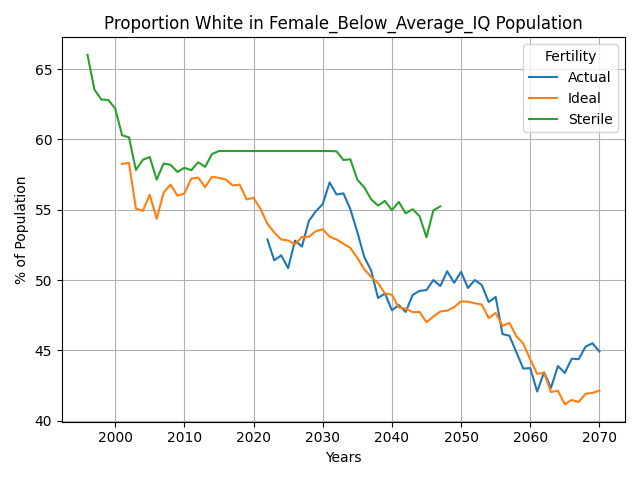 Proportion White in Female_Below_Average_IQ Population
Fertility
Actual
Ideal
Sterile
% of Population
65
60
55
50
45
40
2000
2010
2020
2030
2040
2050
2060
2070
Years